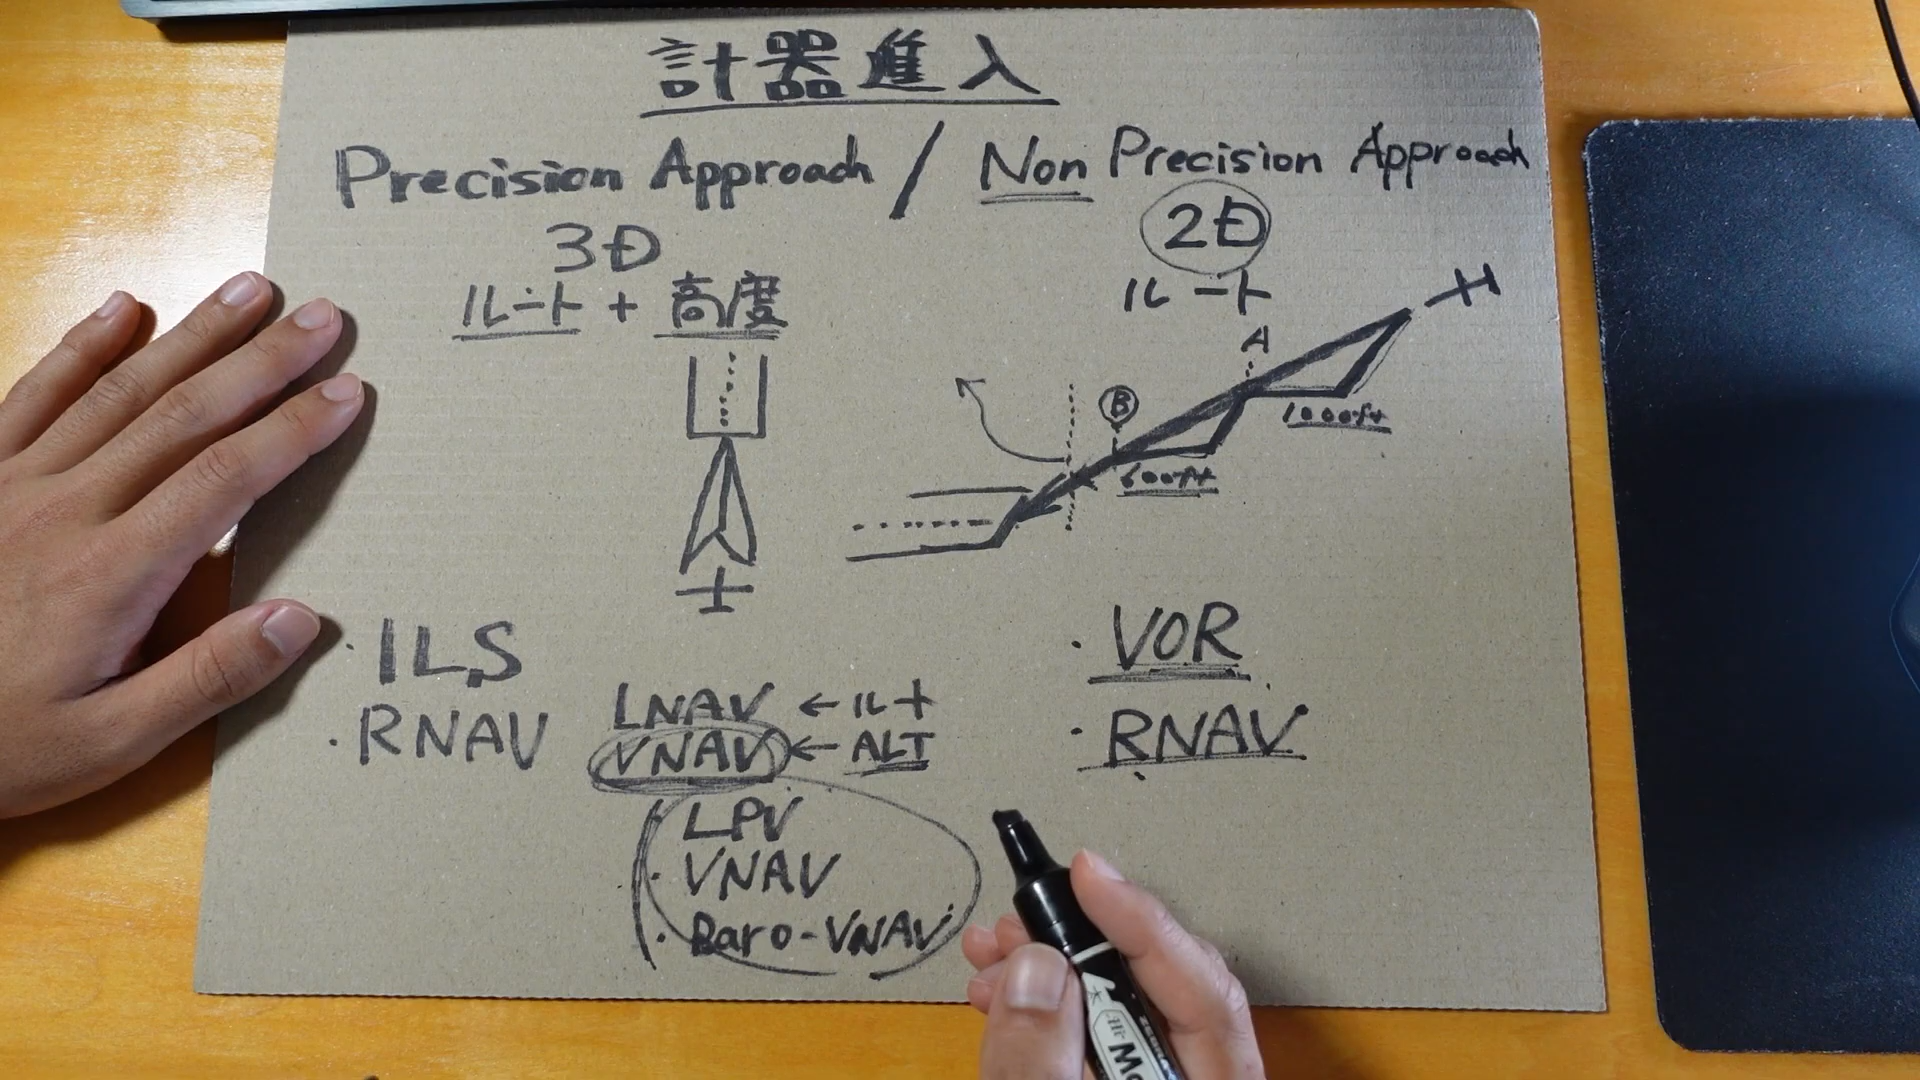 計器進入
Precision Approach / Non Precision Approach
3D
ルート + 高度
2D
ルート
A
1000ft
B
600ft
・ILS
・RNAV
LNAV ← ルート
VNAV ← ALT
LPV
・VNAV
・Baro-VNAV
・VOR
・RNAV
Mc